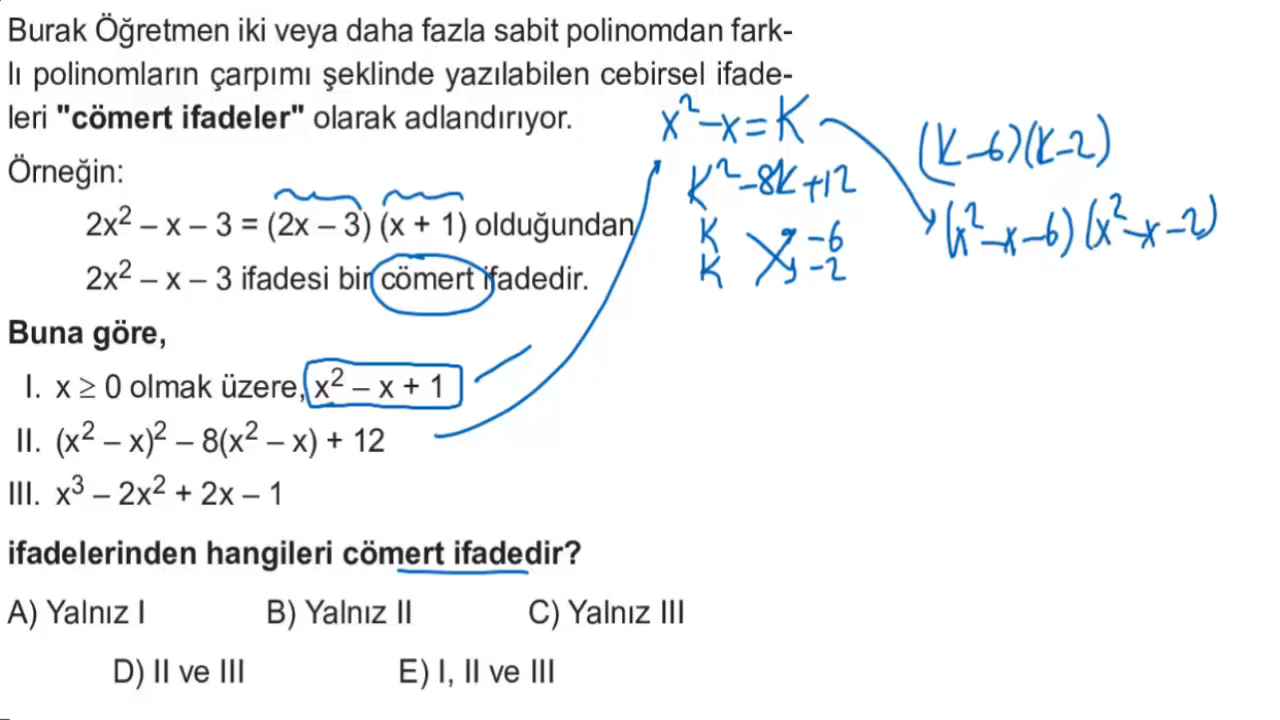 Burak Öğretmen iki veya daha fazla sabit polinomdan fark-
lı polinomların çarpımı şeklinde yazılabilen cebirsel ifade-
leri "cömert ifadeler" olarak adlandırıyor.
Örneğin:
2x² – x – 3 = (2x – 3) (x + 1) olduğundan
2x² – x – 3 ifadesi bir cömert ifadedir.
Buna göre,
I. x ≥ 0 olmak üzere, x² – x + 1
II. (x² – x)² – 8(x² – x) + 12
III. x³ – 2x² + 2x – 1
ifadelerinden hangileri cömert ifadedir?
A) Yalnız I B) Yalnız II C) Yalnız III
D) II ve III E) I, II ve III
x² – x = K
K² – 8K + 12
K – 6
K – 2
(K – 6)(K – 2)
(x² – x – 6)(x² – x – 2)